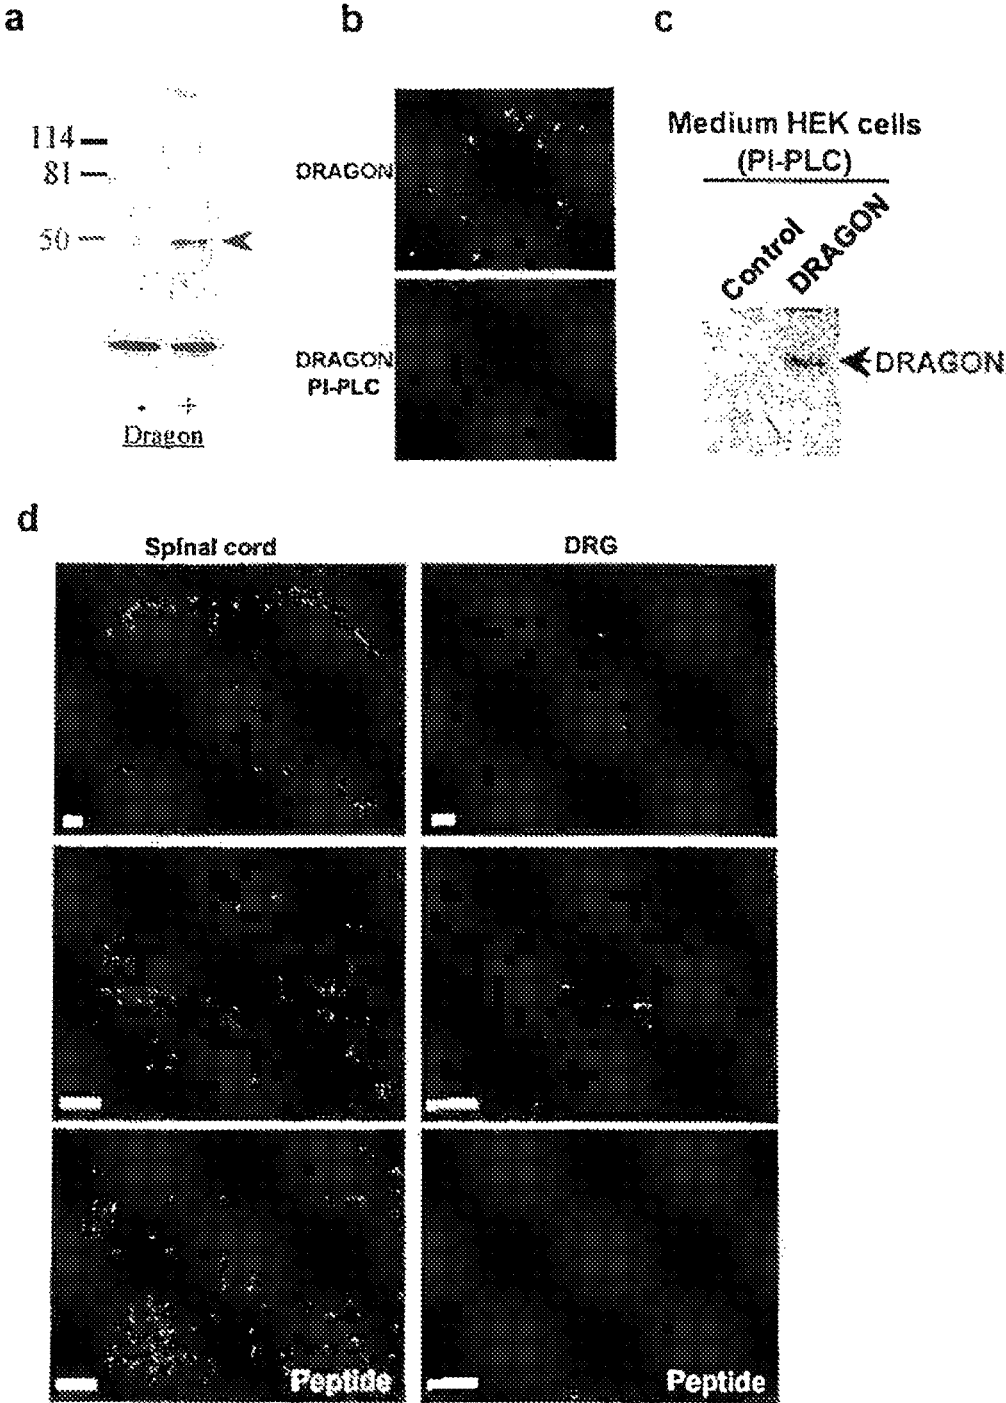 a
b
c
114
81
50
- +
Dragon
DRAGON
DRAGON
PI-PLC
Medium HEK cells
(PI-PLC)
Control
DRAGON
DRAGON
d
Spinal cord
DRG
Peptide
Peptide